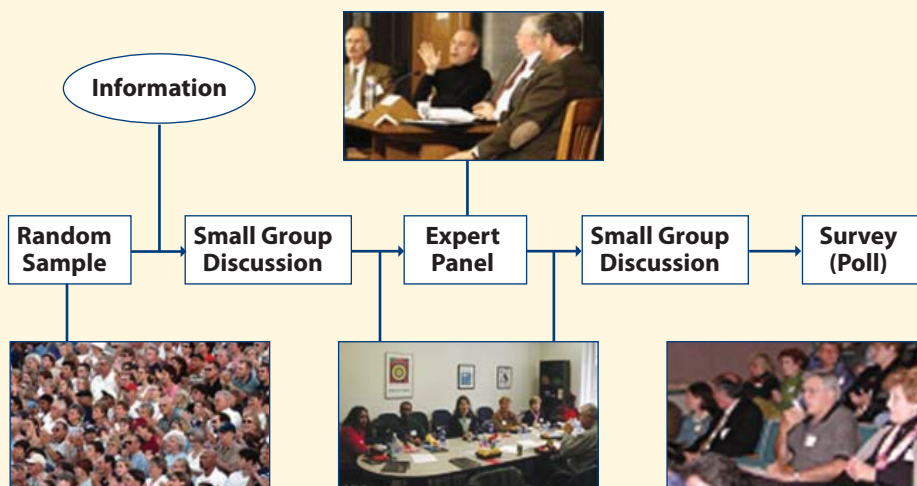 Information
Random
Sample
Small Group
Discussion
Expert
Panel
Small Group
Discussion
Survey
(Poll)